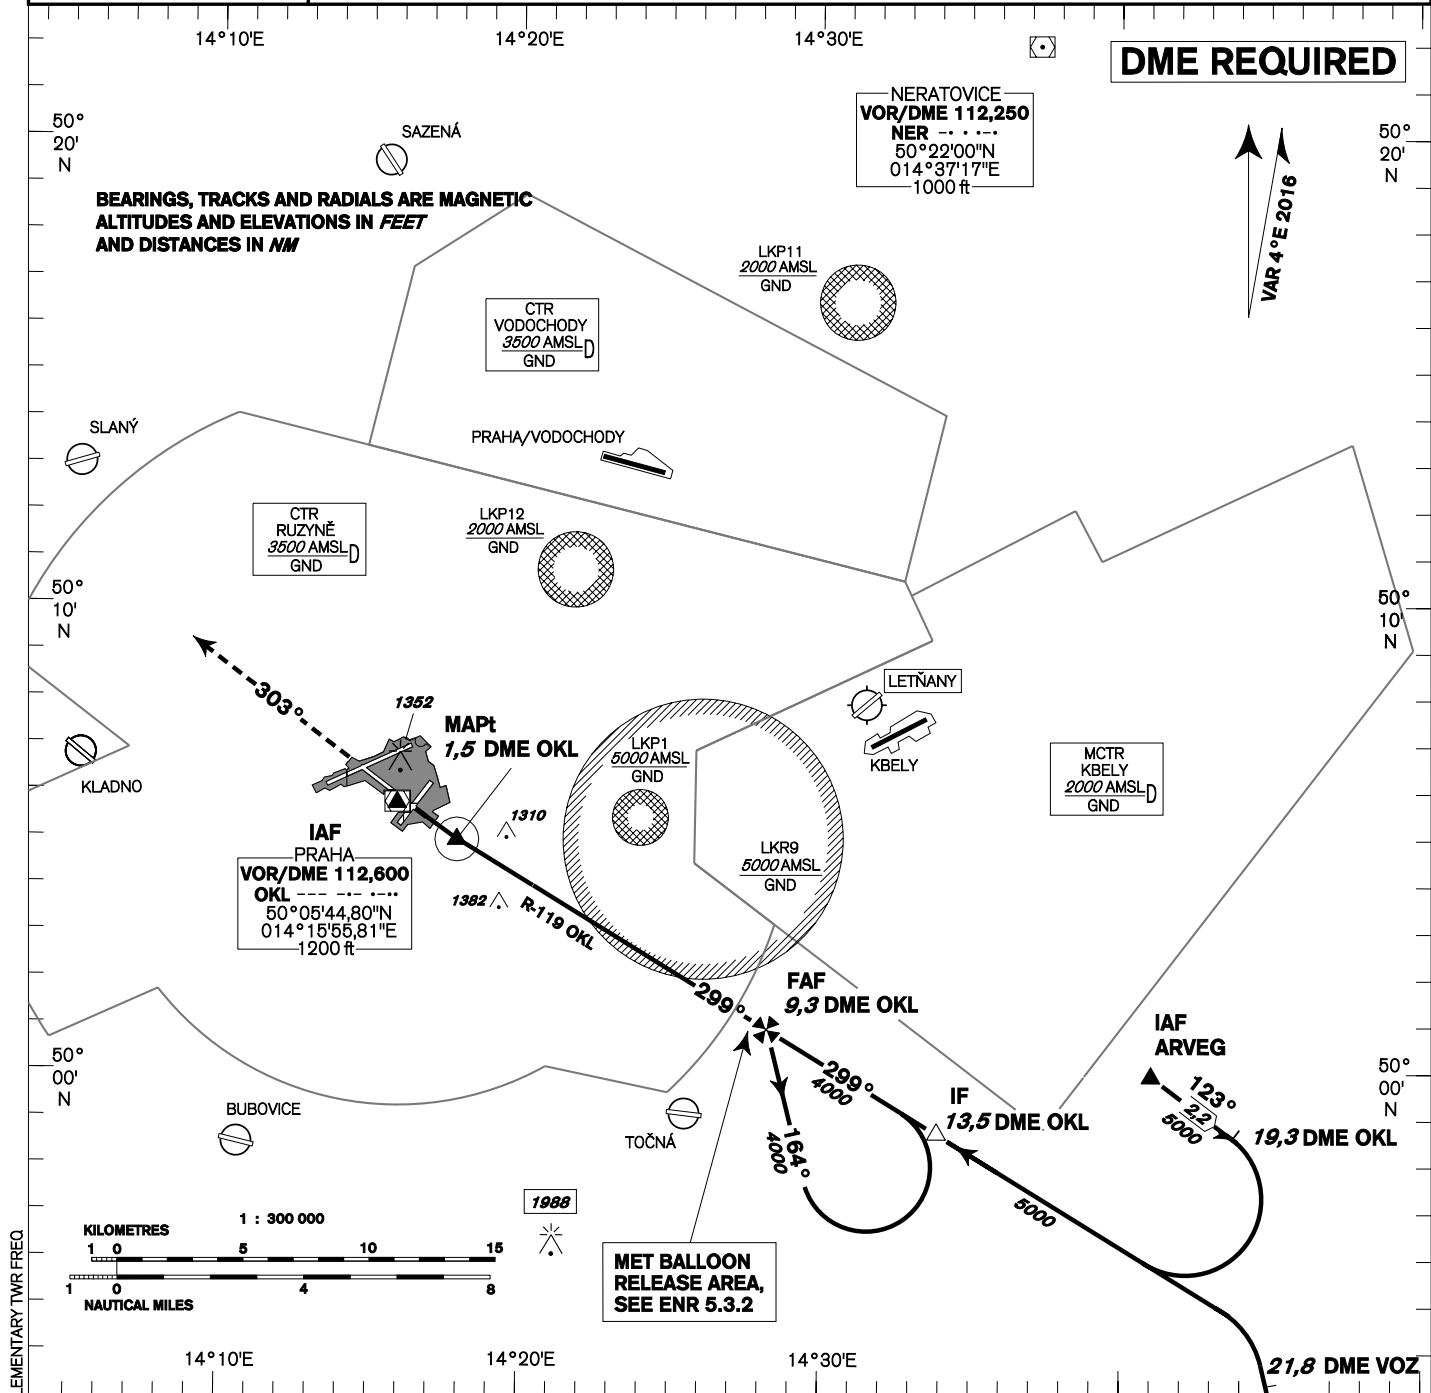 14°10'E
14°20'E
14°30'E
DME REQUIRED
NERATOVICE
VOR/DME 112,250
NER -· · ·-·
50°22'00"N
014°37'17"E
1000 ft
50°
20'
N
50°
20'
N
SAZENÁ
VAR 4°E 2016
BEARINGS, TRACKS AND RADIALS ARE MAGNETIC
ALTITUDES AND ELEVATIONS IN FEET
AND DISTANCES IN NM
LKP11
2000 AMSL
GND
CTR
VODOCHODY
3500 AMSL D
GND
SLANÝ
PRAHA/VODOCHODY
CTR
RUZYNĚ
3500 AMSL D
GND
LKP12
2000 AMSL
GND
50°
10'
N
50°
10'
N
303°
1352
MAPt
1,5 DME OKL
LETŇANY
KBELY
LKP1
5000 AMSL
GND
MCTR
KBELY
2000 AMSL D
GND
KLADNO
1310
IAF
PRAHA
VOR/DME 112,600
OKL --- -·- ·-··
50°05'44,80"N
014°15'55,81"E
1200 ft
LKR9
5000 AMSL
GND
1382
R-119 OKL
299°
FAF
9,3 DME OKL
IAF
ARVEG
50°
00'
N
50°
00'
N
299°
4000
123°
2,2
5000
IF
13,5 DME OKL
19,3 DME OKL
BUBOVICE
TOČNÁ
164°
4000
5000
1988
1 : 300 000
KILOMETRES
1 0 5 10 15
1 0 4 8
NAUTICAL MILES
MET BALLOON
RELEASE AREA,
SEE ENR 5.3.2
EMENTARY TWR FREQ
14°10'E
14°20'E
14°30'E
21,8 DME VOZ